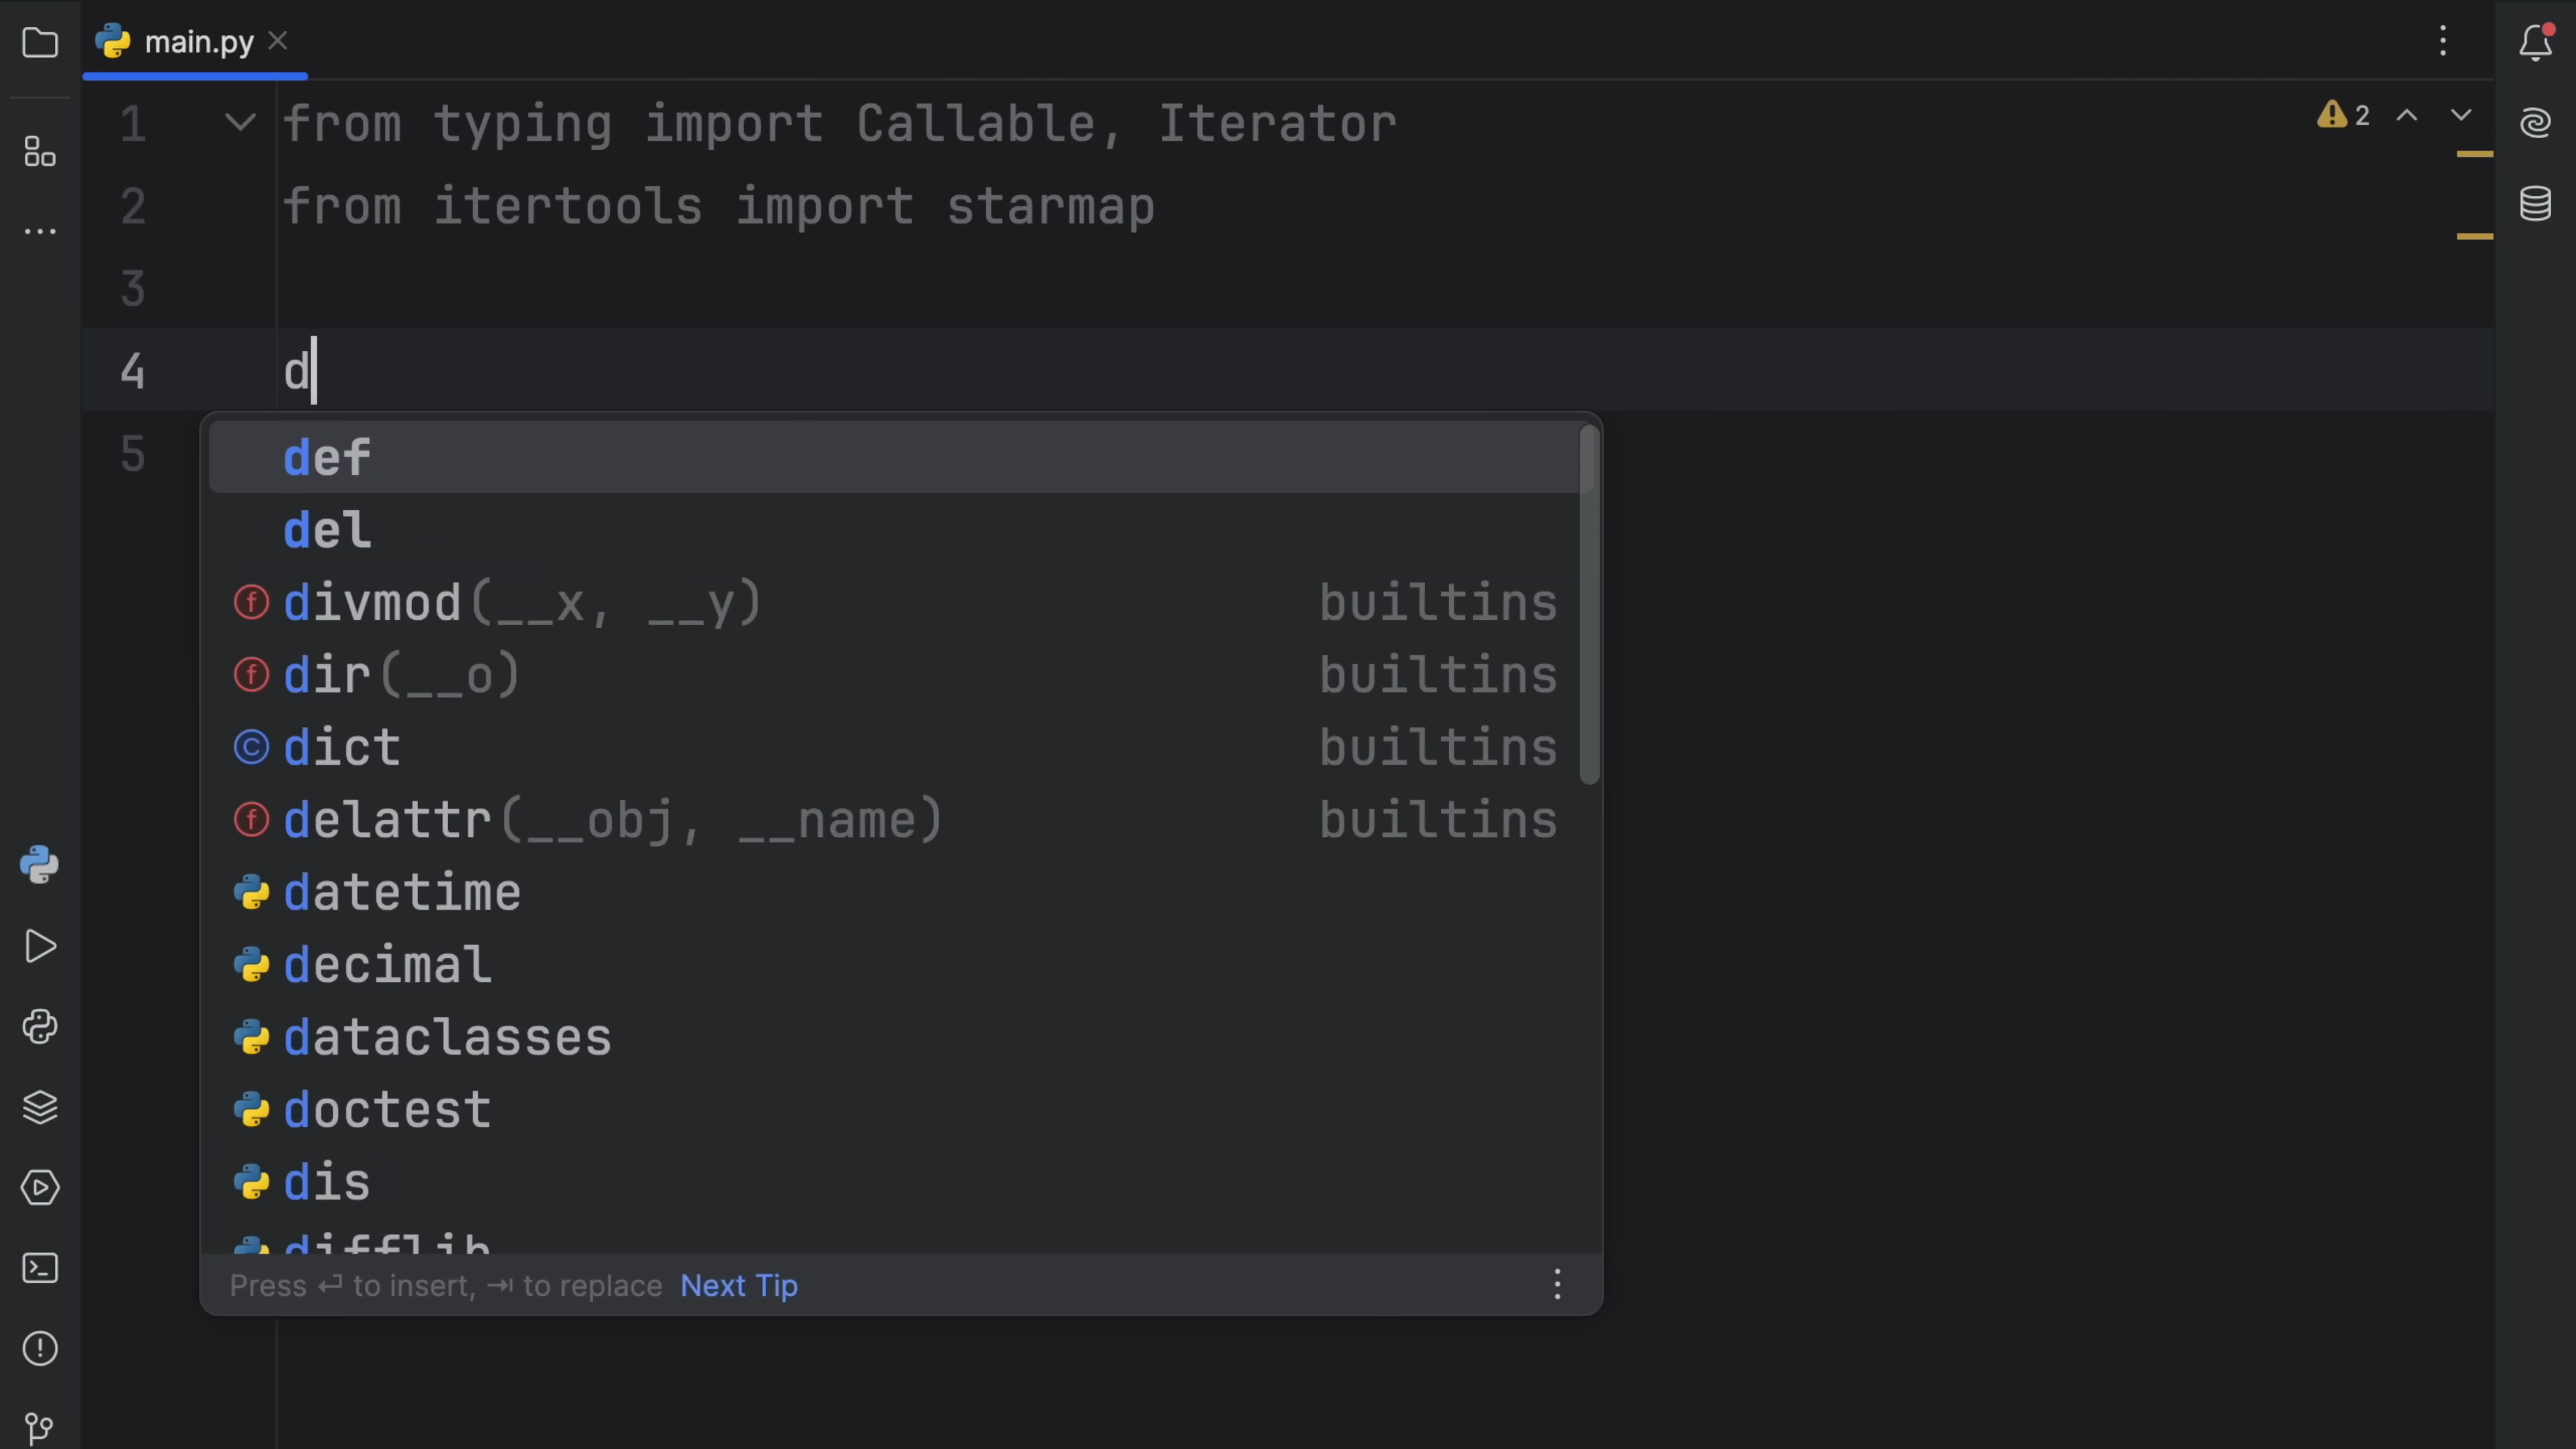 main.py
1 from typing import Callable, Iterator
2 2
2 from itertools import starmap
3
4 d
5
def
del
divmod(__x, __y) builtins
dir(__o) builtins
dict builtins
delattr(__obj, __name) builtins
datetime
decimal
dataclasses
doctest
dis
difflib
Press ↵ to insert, ⇥ to replace Next Tip